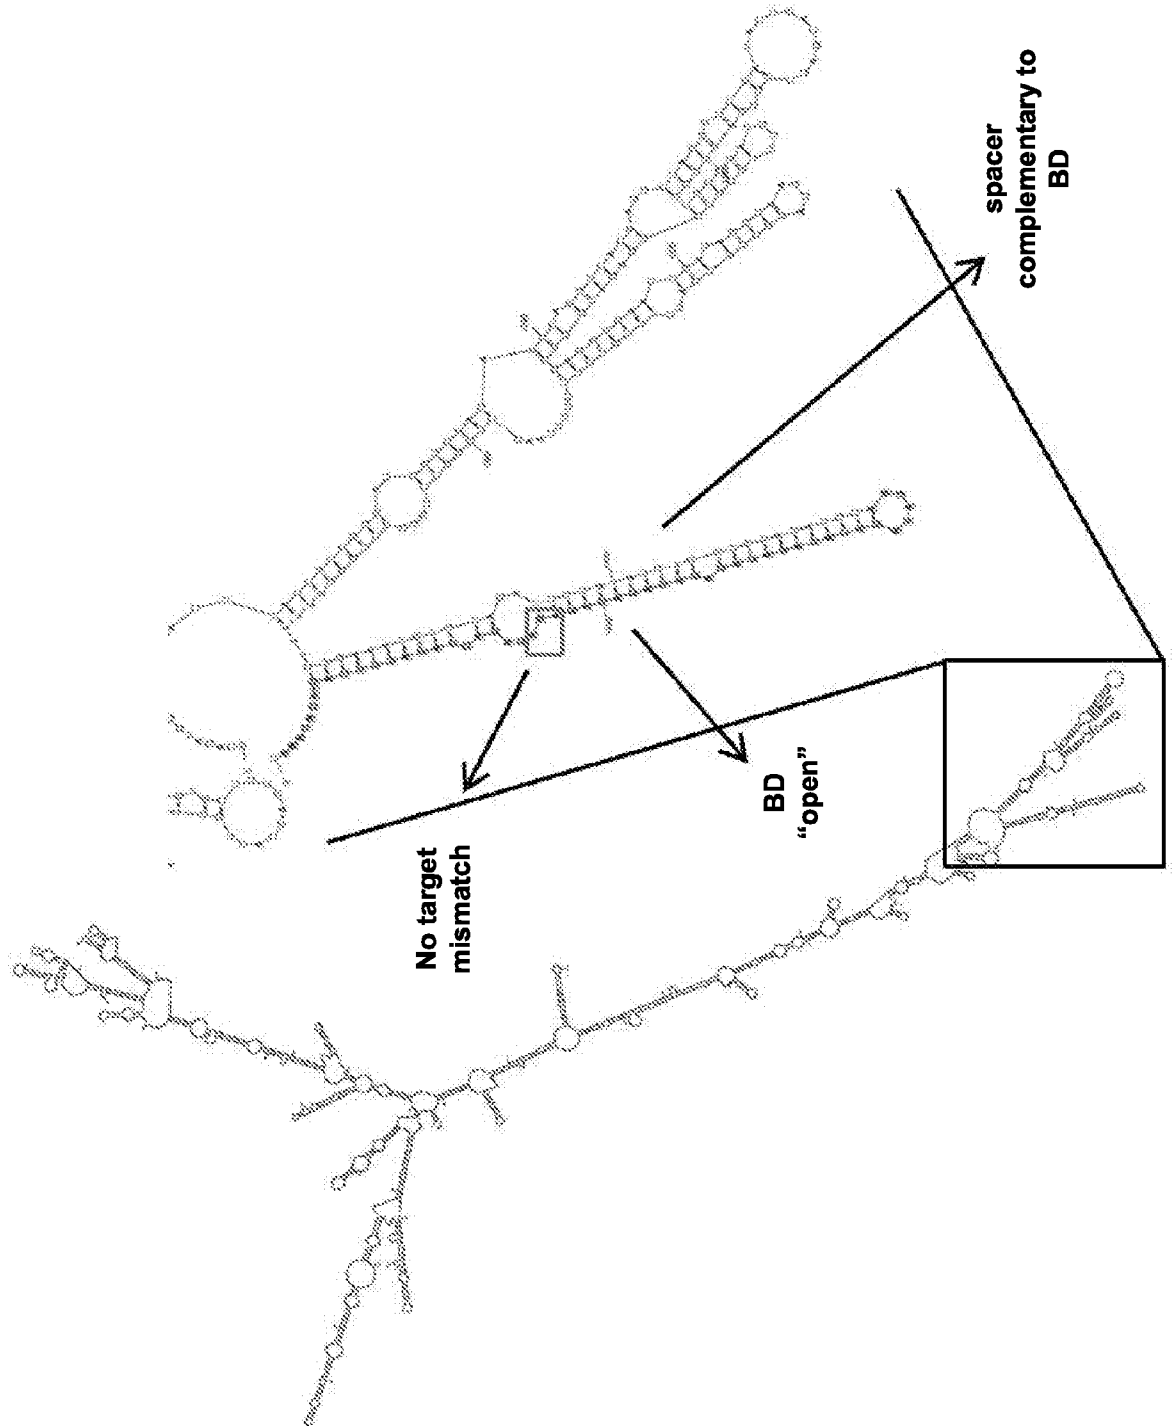 No target
mismatch
BD
“open”
spacer
complementary to
BD